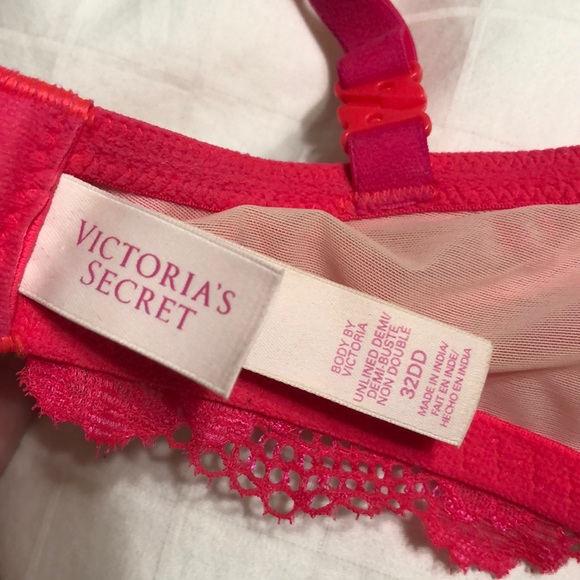 VICTORIA'S
SECRET
BODY BY
VICTORIA
UNLINED DEMI/
DEMI-BUSTE
NON DOUBLE
32DD
MADE IN INDIA/
FAIT EN INDE/
HECHO EN INDIA